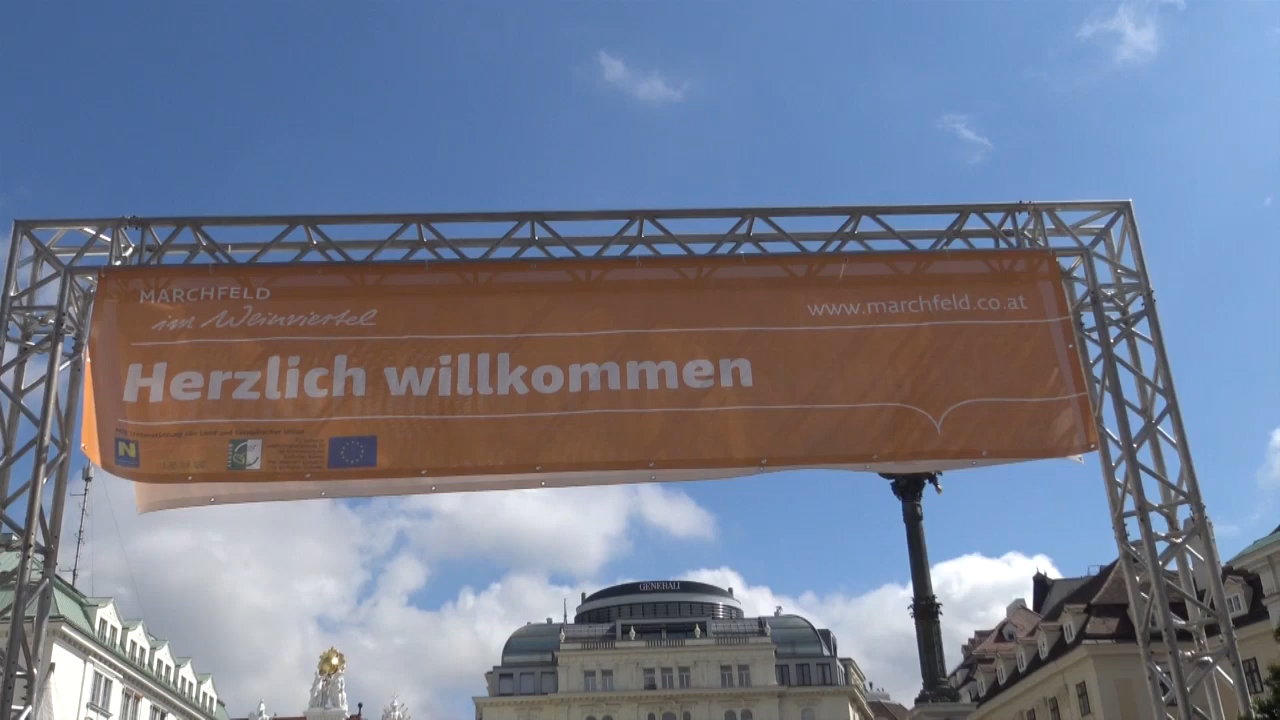 MARCHFELD
im Weinviertel
www.marchfeld.co.at
Herzlich willkommen
N
GENERALI